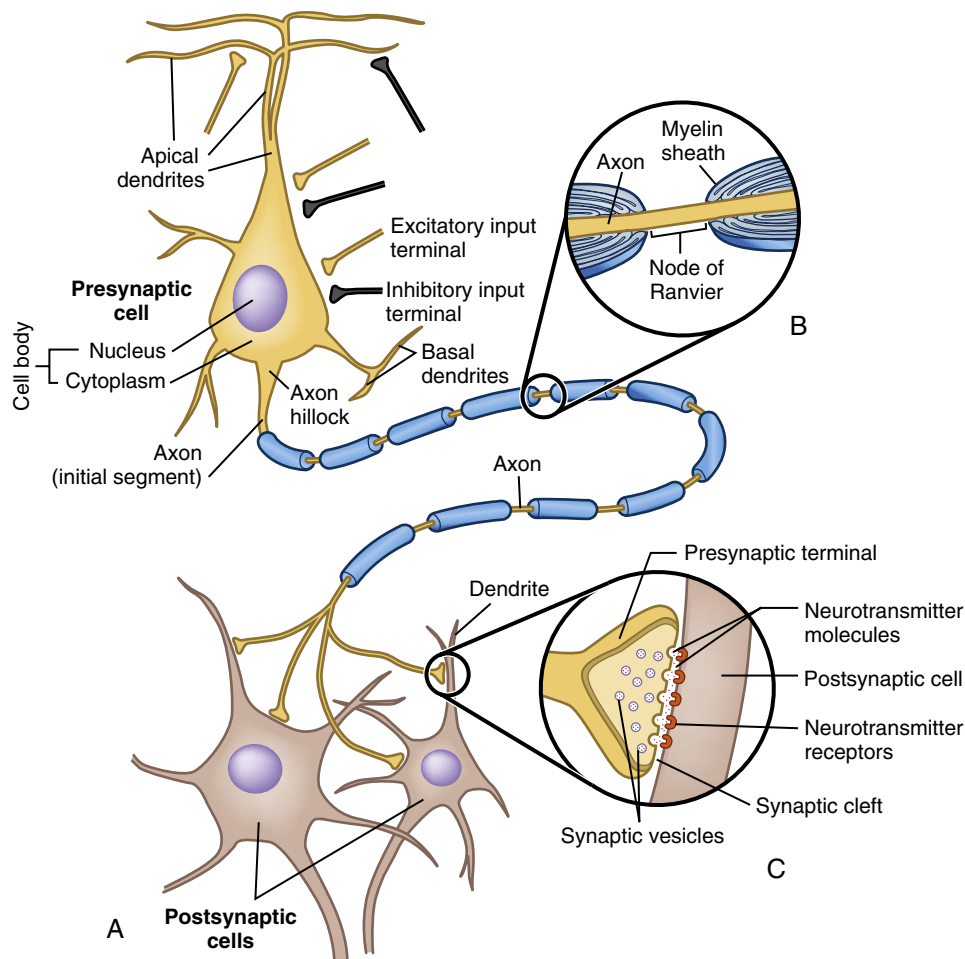 Apical
dendrites
Presynaptic
cell
Cell body
Nucleus
Cytoplasm
Axon
(initial segment)
Axon
hillock
Basal
dendrites
Excitatory input
terminal
Inhibitory input
terminal
Axon
Myelin
sheath
Node of
Ranvier
B
Axon
Dendrite
Presynaptic terminal
Neurotransmitter
molecules
Postsynaptic cell
Neurotransmitter
receptors
Synaptic cleft
Synaptic vesicles
C
Postsynaptic
cells
A